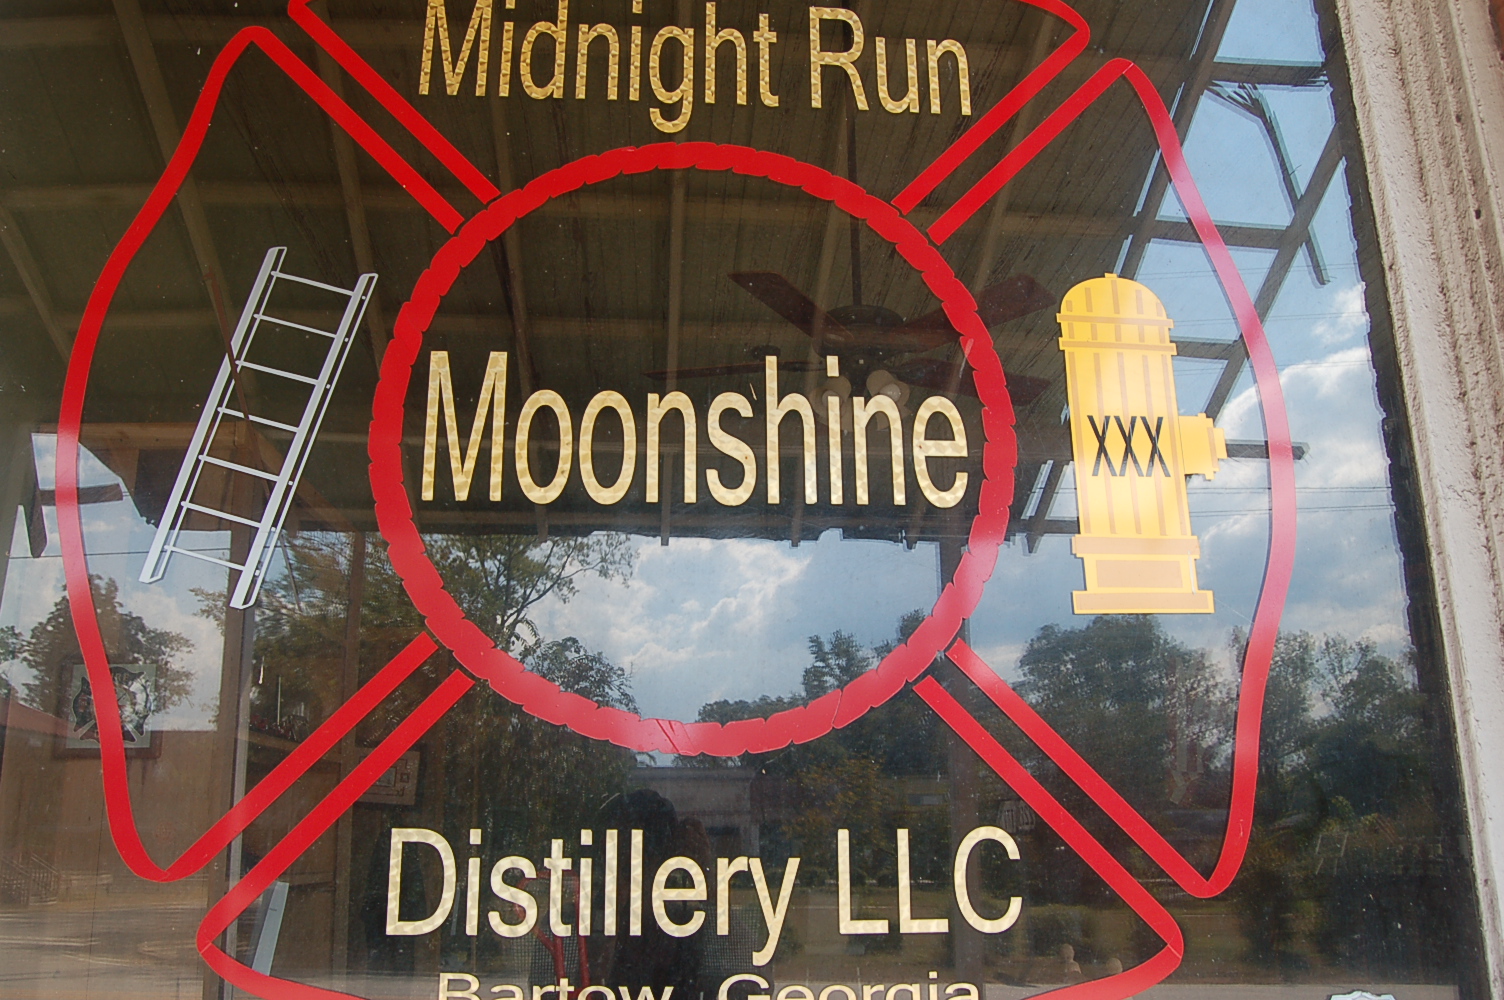 Midnight Run
Moonshine
XXX
Distillery LLC
Bartow, Georgia